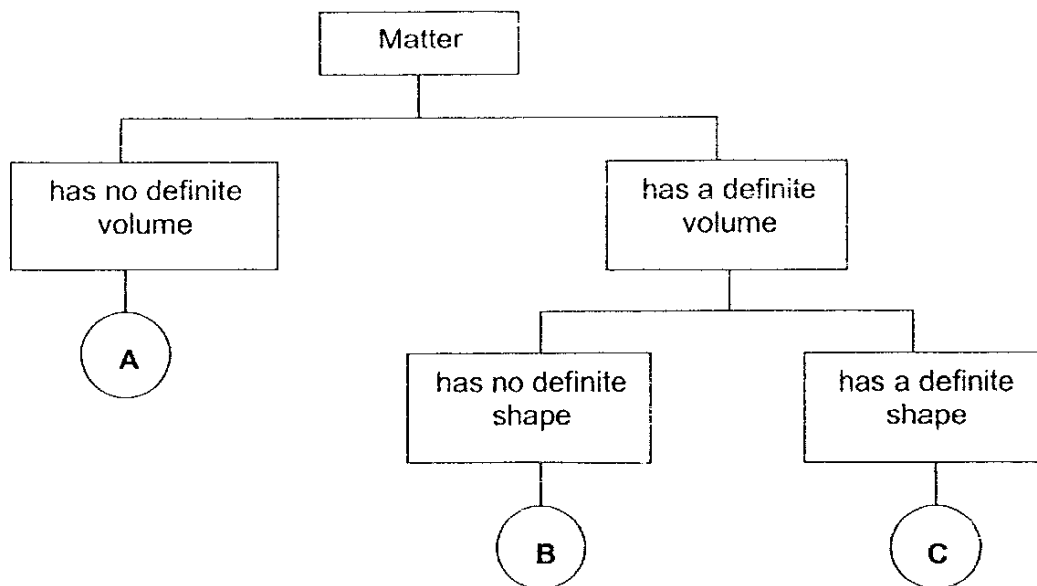 Matter
has no definite
volume
has a definite
volume
A
has no definite
shape
has a definite
shape
B
C